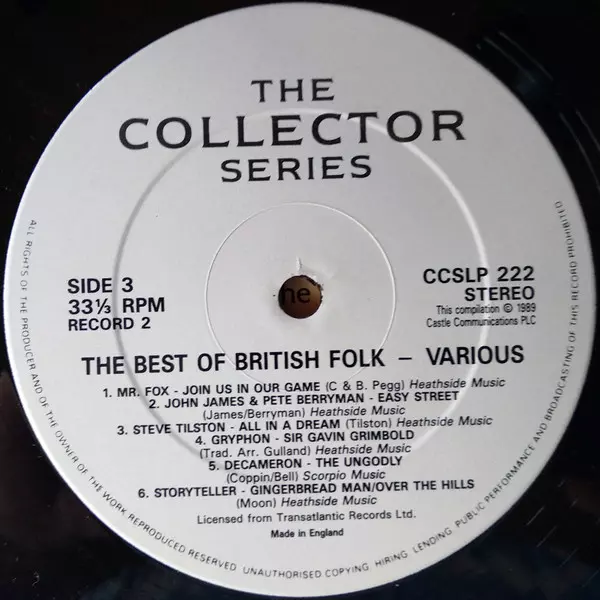 THE
COLLECTOR
SERIES
SIDE 3
33⅓ RPM
RECORD 2
CCSLP 222
STEREO
This compilation © 1989
Castle Communications PLC
he
THE BEST OF BRITISH FOLK – VARIOUS
1. MR. FOX - JOIN US IN OUR GAME (C & B. Pegg) Heathside Music
2. JOHN JAMES & PETE BERRYMAN - EASY STREET
(James/Berryman) Heathside Music
3. STEVE TILSTON - ALL IN A DREAM (Tilston) Heathside Music
4. GRYPHON - SIR GAVIN GRIMBOLD
(Trad. Arr. Gulland) Heathside Music
5. DECAMERON - THE UNGODLY
(Coppin/Bell) Scorpio Music
6. STORYTELLER - GINGERBREAD MAN/OVER THE HILLS
(Moon) Heathside Music
Licensed from Transatlantic Records Ltd.
Made in England
ALL RIGHTS OF THE PRODUCER AND OF THE OWNER OF THE WORK REPRODUCED RESERVED UNAUTHORISED COPYING HIRING LENDING PUBLIC PERFORMANCE AND BROADCASTING OF THIS RECORD PROHIBITED